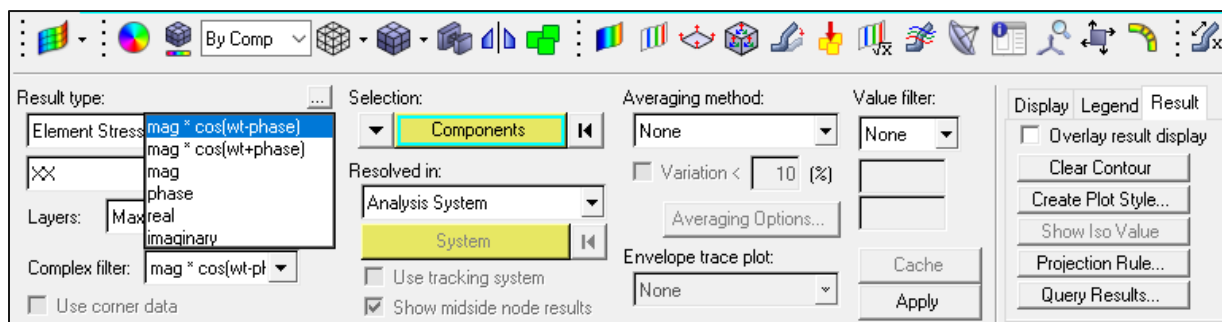 By Comp
Result type:
...
Element Stress
XX
Layers:
Max
Complex filter:
mag * cos(wt-pl
Use corner data
mag * cos(wt-phase)
mag * cos(wt+phase)
mag
phase
real
imaginary
Selection:
Components
Resolved in:
Analysis System
System
Use tracking system
Show midside node results
Averaging method:
None
Variation <
10
(%)
Averaging Options...
Envelope trace plot:
None
Value filter:
None
Cache
Apply
Display
Legend
Result
Overlay result display
Clear Contour
Create Plot Style...
Show Iso Value
Projection Rule...
Query Results...